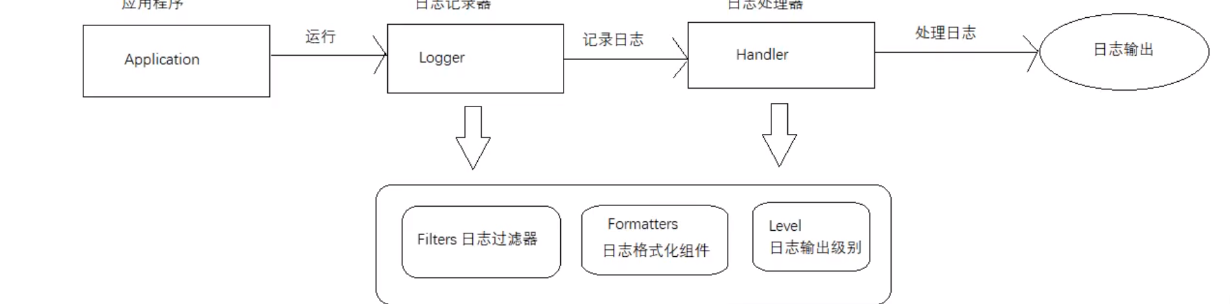 应用程序
日志记录器
日志处理器
Application
运行
Logger
记录日志
Handler
处理日志
日志输出
Filters 日志过滤器
Formatters
日志格式化组件
Level
日志输出级别